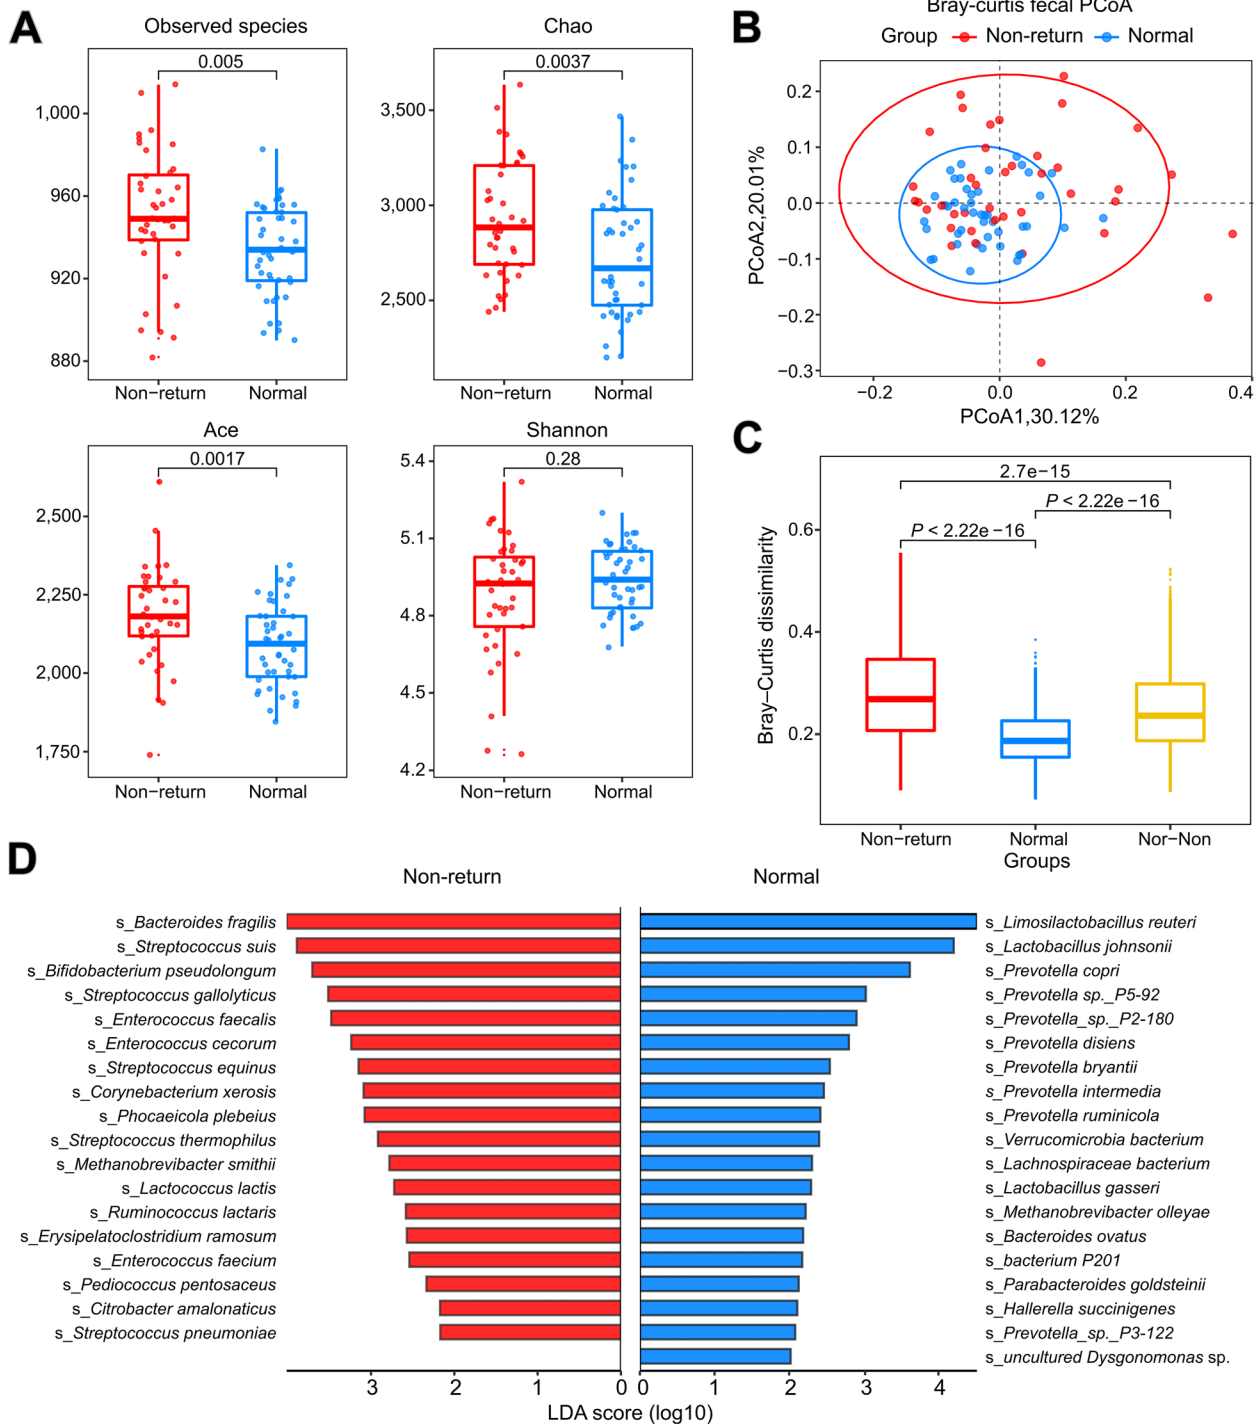 A
Observed species
0.005
1,000
960
920
880
Non−return
Normal
Chao
0.0037
3,500
3,000
2,500
Non−return
Normal
Ace
0.0017
2,500
2,250
2,000
1,750
Non−return
Normal
Shannon
0.28
5.4
5.1
4.8
4.5
4.2
Non−return
Normal
B
Bray-curtis fecal PCoA
Group
Non−return
Normal
PCoA2,20.01%
0.2
0.1
0.0
−0.1
−0.2
−0.3
−0.2
0.0
0.2
0.4
PCoA1,30.12%
C
Bray−Curtis dissimilarity
2.7e−15
P < 2.22e −16
P < 2.22e −16
0.6
0.4
0.2
Non−return
Normal
Nor−Non
Groups
D
Non-return
Normal
s_Bacteroides fragilis
s_Streptococcus suis
s_Bifidobacterium pseudolongum
s_Streptococcus gallolyticus
s_Enterococcus faecalis
s_Enterococcus cecorum
s_Streptococcus equinus
s_Corynebacterium xerosis
s_Phocaeicola plebeius
s_Streptococcus thermophilus
s_Methanobrevibacter smithii
s_Lactococcus lactis
s_Ruminococcus lactaris
s_Erysipelatoclostridium ramosum
s_Enterococcus faecium
s_Pediococcus pentosaceus
s_Citrobacter amalonaticus
s_Streptococcus pneumoniae
s_Limosilactobacillus reuteri
s_Lactobacillus johnsonii
s_Prevotella copri
s_Prevotella sp._P5-92
s_Prevotella_sp._P2-180
s_Prevotella disiens
s_Prevotella bryantii
s_Prevotella intermedia
s_Prevotella ruminicola
s_Verrucomicrobia bacterium
s_Lachnospiraceae bacterium
s_Lactobacillus gasseri
s_Methanobrevibacter olleyae
s_Bacteroides ovatus
s_bacterium P201
s_Parabacteroides goldsteinii
s_Hallerella succinigenes
s_Prevotella_sp._P3-122
s_uncultured Dysgonomonas sp.
3
2
1
0
0
1
2
3
4
LDA score (log10)